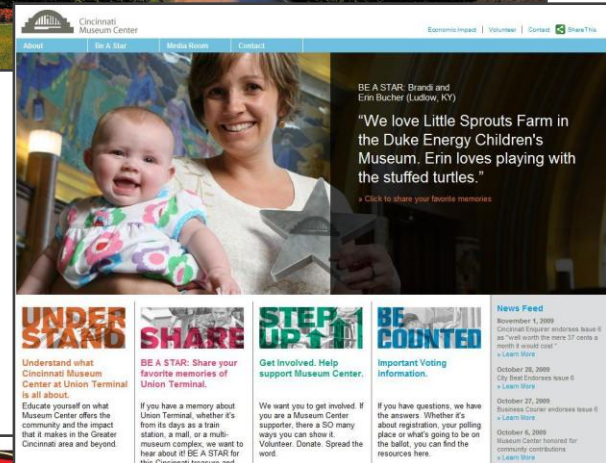 Cincinnati
Museum Center
Economic Impact | Volunteer | Contact Share This
About Be A Star Media Room Contact
BE A STAR: Brandi and
Erin Bucher (Ludlow, KY)
“We love Little Sprouts Farm in
the Duke Energy Children's
Museum. Erin loves playing with
the stuffed turtles.”
» Click to share your favorite memories
UNDER
STAND
Understand what
Cincinnati Museum
Center at Union Terminal
is all about.
Educate yourself on what
Museum Center offers the
community and the impact
that it makes in the Greater
Cincinnati area and beyond.
SHARE
BE A STAR: Share your
favorite memories of
Union Terminal.
If you have a memory about
Union Terminal, whether it's
from its days as a train
station, a mall, or a multi-
museum complex, we want to
hear about it! BE A STAR for
this Cincinnati treasure and
STEP
UP
Get Involved. Help
support Museum Center.
We want you to get involved. If
you are a Museum Center
supporter, there a SO many
ways you can show it.
Volunteer. Donate. Spread the
word.
BE
COUNTED
Important Voting
information.
If you have questions, we have
the answers. Whether it's
about registration, your polling
place or what's going to be on
the ballot, you can find the
resources here.
News Feed
November 1, 2009
Cincinnati Enquirer endorses Issue 6
as "well worth the mere 37 cents a
month it would cost."
» Learn More
October 28, 2009
City Beat Endorses Issue 6
» Learn More
October 27, 2009
Business Courier endorses Issue 6
» Learn More
October 6, 2009
Museum Center honored for
community contributions
» Learn More